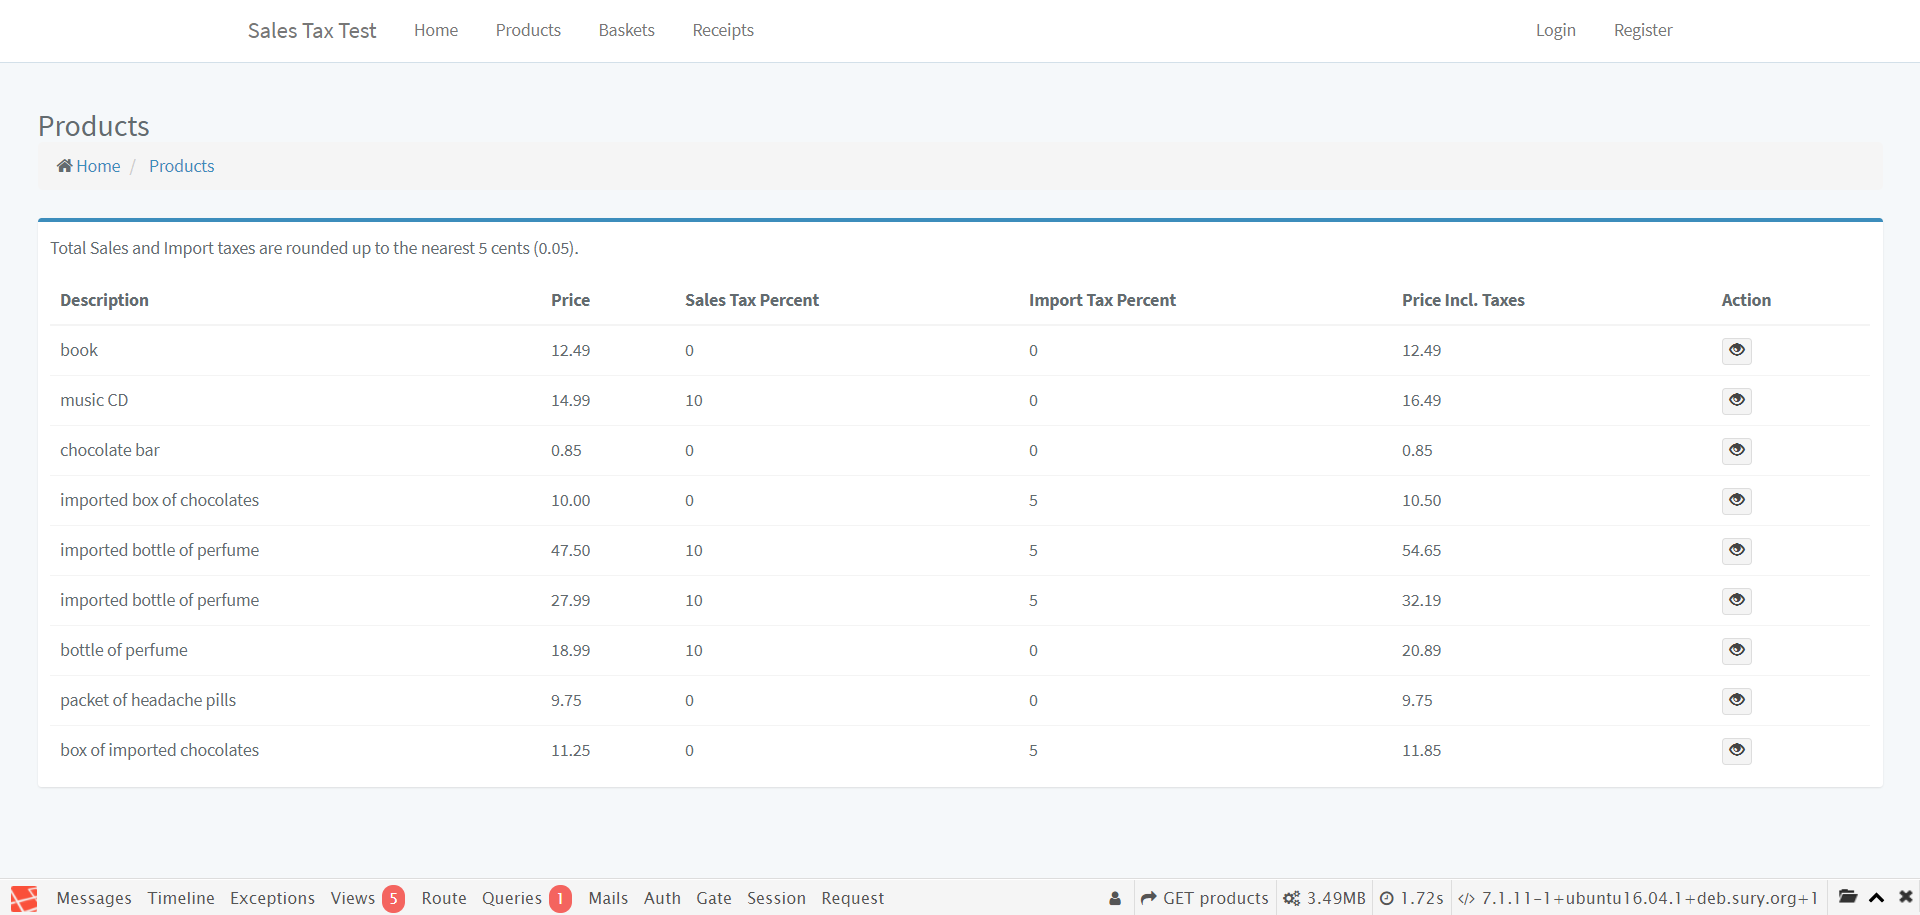 Sales Tax Test Home Products Baskets Receipts Login Register
Products
Home / Products
Total Sales and Import taxes are rounded up to the nearest 5 cents (0.05).
Description Price Sales Tax Percent Import Tax Percent Price Incl. Taxes Action
book 12.49 0 0 12.49
music CD 14.99 10 0 16.49
chocolate bar 0.85 0 0 0.85
imported box of chocolates 10.00 0 5 10.50
imported bottle of perfume 47.50 10 5 54.65
imported bottle of perfume 27.99 10 5 32.19
bottle of perfume 18.99 10 0 20.89
packet of headache pills 9.75 0 0 9.75
box of imported chocolates 11.25 0 5 11.85
Messages Timeline Exceptions Views 5 Route Queries 1 Mails Auth Gate Session Request GET products 3.49MB 1.72s </> 7.1.11-1+ubuntu16.04.1+deb.sury.org+1